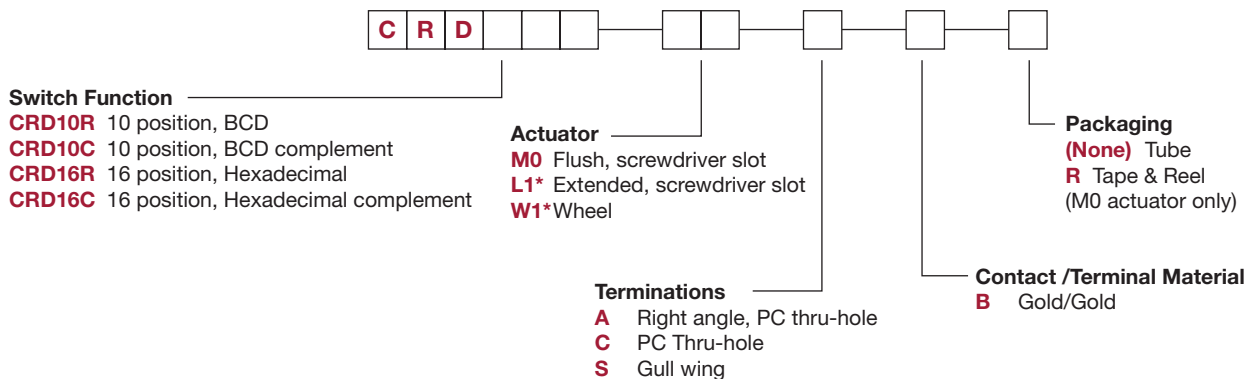 C R D
Switch Function
CRD10R 10 position, BCD
CRD10C 10 position, BCD complement
CRD16R 16 position, Hexadecimal
CRD16C 16 position, Hexadecimal complement
Actuator
M0 Flush, screwdriver slot
L1* Extended, screwdriver slot
W1* Wheel
Terminations
A Right angle, PC thru-hole
C PC Thru-hole
S Gull wing
Contact /Terminal Material
B Gold/Gold
Packaging
(None) Tube
R Tape & Reel
(M0 actuator only)